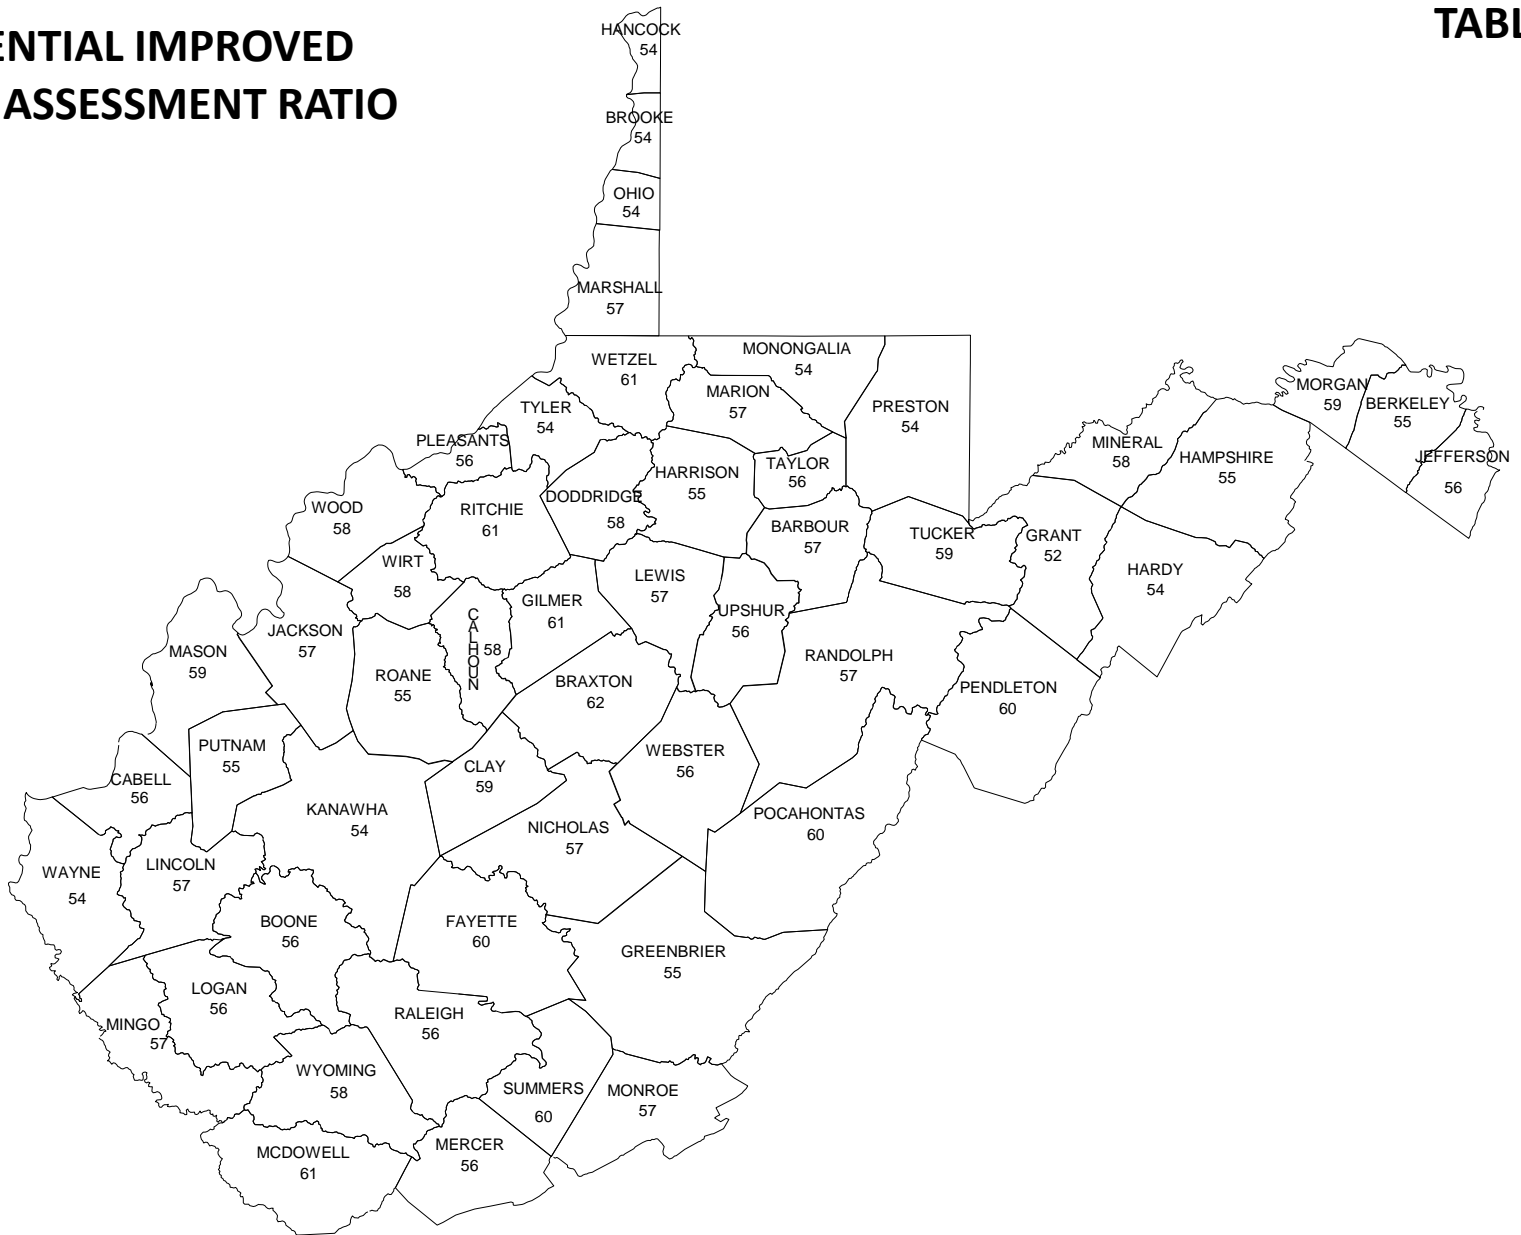 ENTIAL IMPROVED
ASSESSMENT RATIO
TABL
HANCOCK
54
BROOKE
54
OHIO
54
MARSHALL
57
WETZEL
61
MONONGALIA
54
MARION
57
PRESTON
54
TYLER
54
PLEASANTS
56
MORGAN
59
BERKELEY
55
JEFFERSON
56
MINERAL
58
HAMPSHIRE
55
HARRISON
55
TAYLOR
56
DODDRIDGE
58
RITCHIE
61
WOOD
58
WIRT
58
BARBOUR
57
TUCKER
59
GRANT
52
HARDY
54
LEWIS
57
GILMER
61
UPSHUR
56
CALHOUN
58
JACKSON
57
MASON
59
ROANE
55
BRAXTON
62
RANDOLPH
57
PENDLETON
60
PUTNAM
55
CABELL
56
CLAY
59
WEBSTER
56
KANAWHA
54
NICHOLAS
57
POCAHONTAS
60
WAYNE
54
LINCOLN
57
BOONE
56
FAYETTE
60
GREENBRIER
55
LOGAN
56
RALEIGH
56
MINGO
57
WYOMING
58
SUMMERS
60
MONROE
57
MCDOWELL
61
MERCER
56